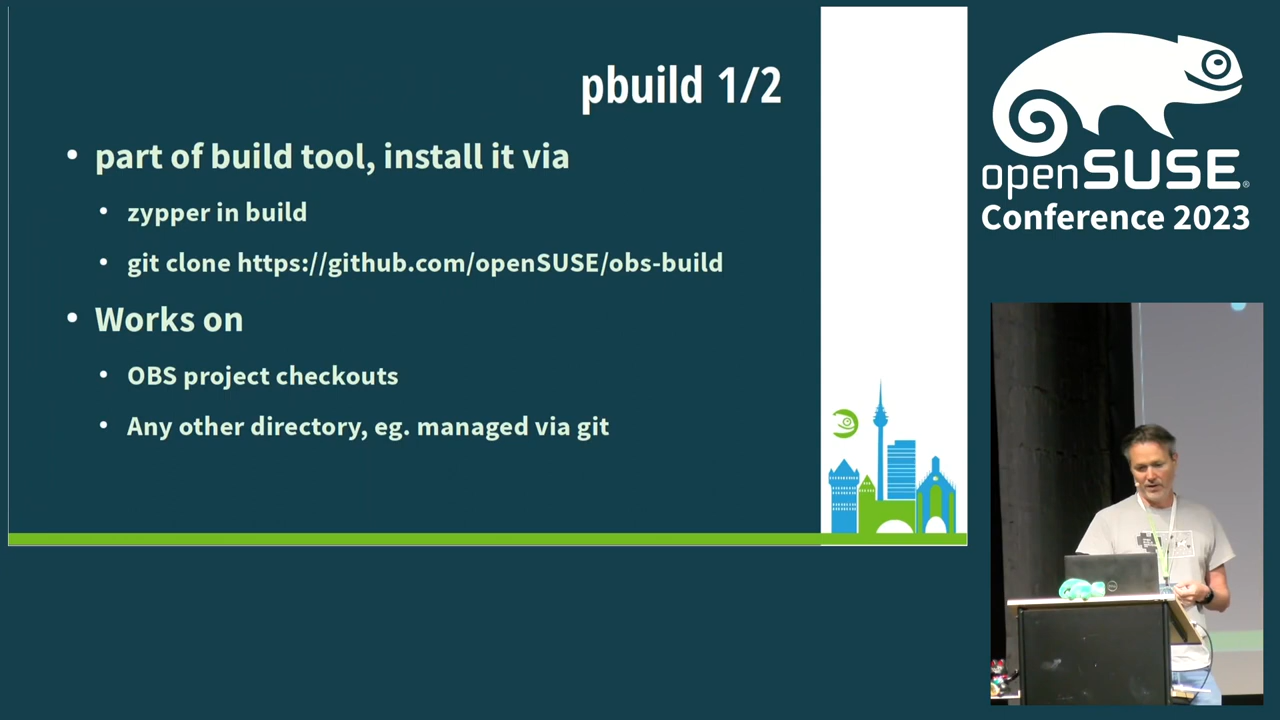 pbuild 1/2
• part of build tool, install it via
• zypper in build
• git clone https://github.com/openSUSE/obs-build
• Works on
• OBS project checkouts
• Any other directory, eg. managed via git
openSUSE®
Conference 2023